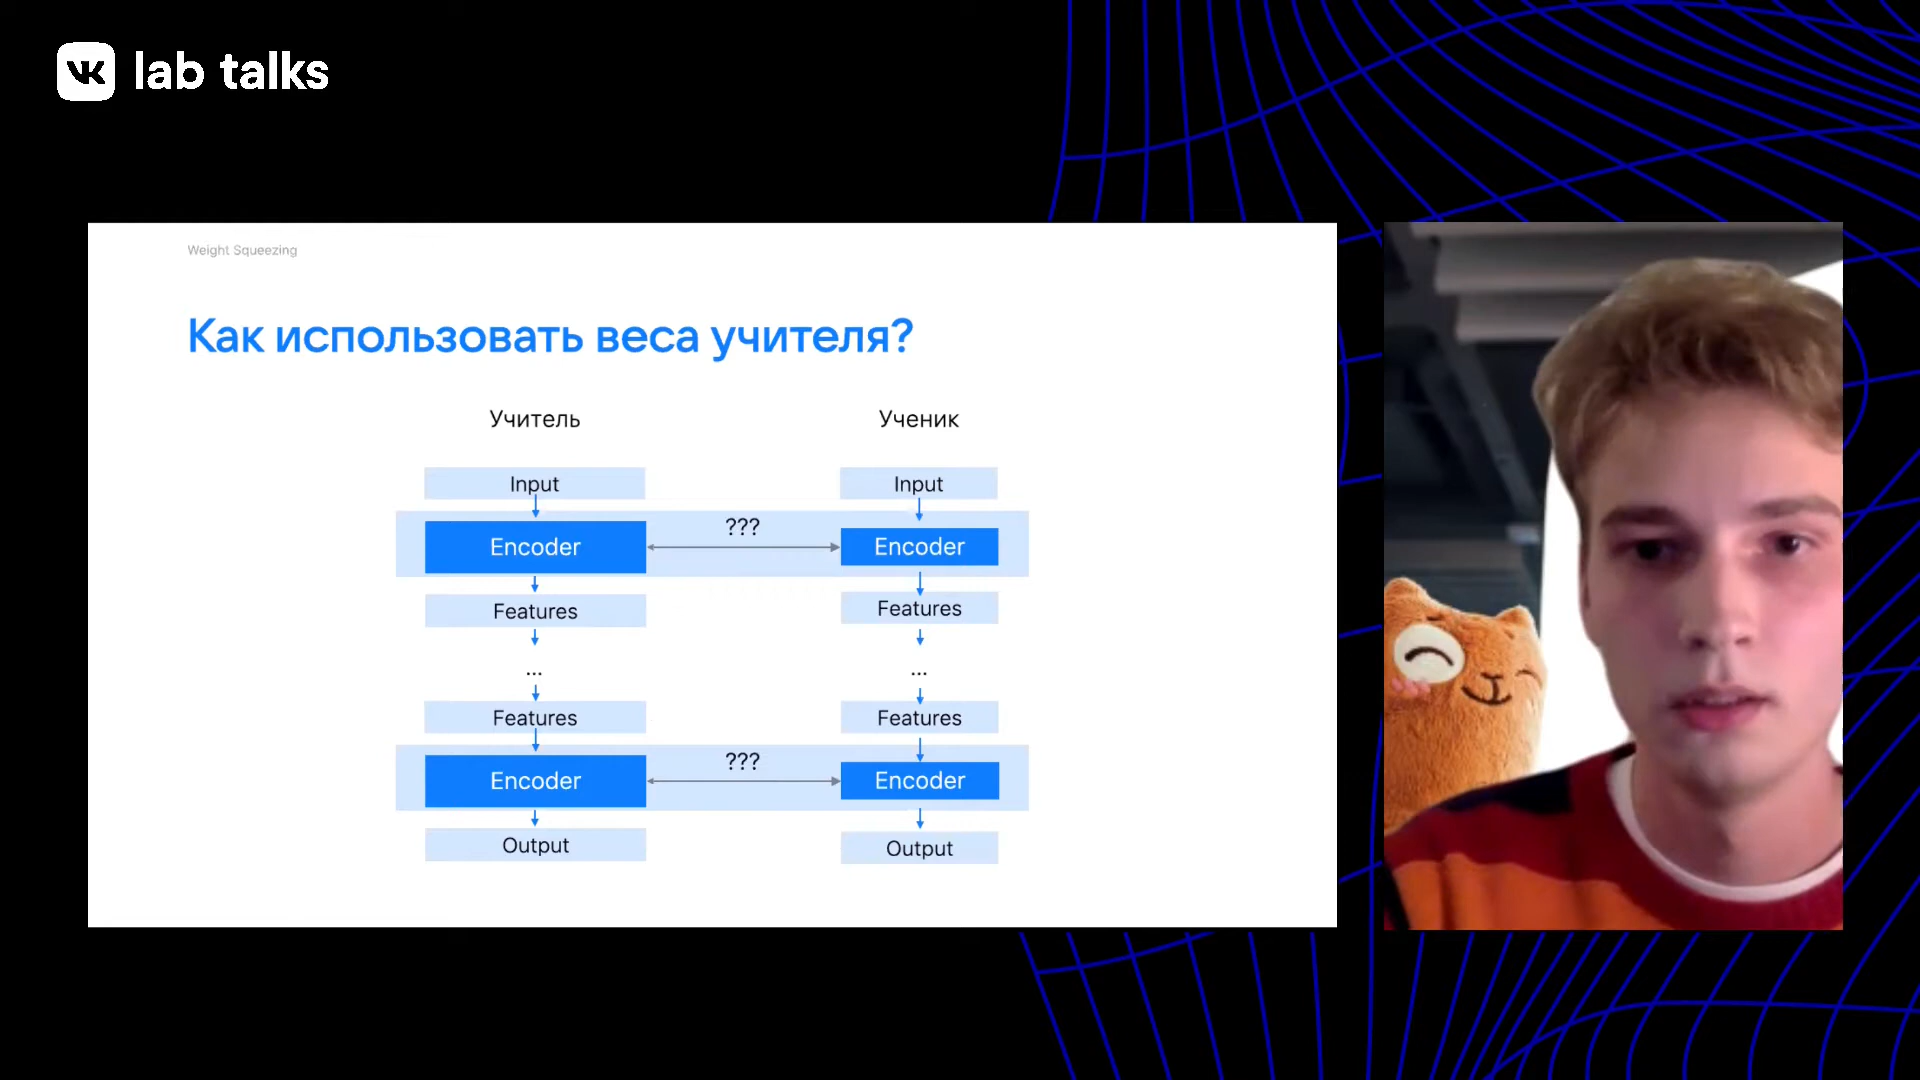 VK lab talks
Weight Squeezing
Как использовать веса учителя?
Учитель
Ученик
Input
Input
???
Encoder
Encoder
Features
Features
...
...
Features
Features
???
Encoder
Encoder
Output
Output